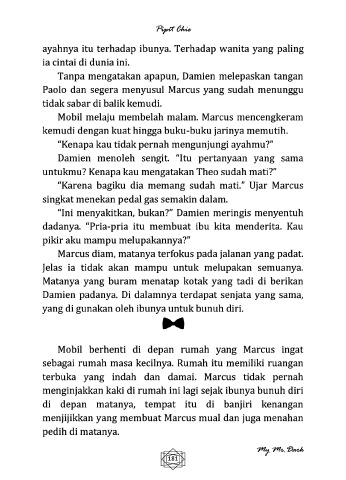 Pipit Chie
ayahnya itu terhadap ibunya. Terhadap wanita yang paling
ia cintai di dunia ini.
Tanpa mengatakan apapun, Damien melepaskan tangan
Paolo dan segera menyusul Marcus yang sudah menunggu
tidak sabar di balik kemudi.
Mobil melaju membelah malam. Marcus mencengkeram
kemudi dengan kuat hingga buku-buku jarinya memutih.
“Kenapa kau tidak pernah mengunjungi ayahmu?”
Damien menoleh sengit. “Itu pertanyaan yang sama
untukmu? Kenapa kau mengatakan Theo sudah mati?”
“Karena bagiku dia memang sudah mati.” Ujar Marcus
singkat menekan pedal gas semakin dalam.
“Ini menyakitkan, bukan?” Damien meringis menyentuh
dadanya. “Pria-pria itu membuat ibu kita menderita. Kau
pikir aku mampu melupakannya?”
Marcus diam, matanya terfokus pada jalanan yang padat.
Jelas ia tidak akan mampu untuk melupakan semuanya.
Matanya yang buram menatap kotak yang tadi di berikan
Damien padanya. Di dalamnya terdapat senjata yang sama,
yang di gunakan oleh ibunya untuk bunuh diri.
Mobil berhenti di depan rumah yang Marcus ingat
sebagai rumah masa kecilnya. Rumah itu memiliki ruangan
terbuka yang indah dan damai. Marcus tidak pernah
menginjakkan kaki di rumah ini lagi sejak ibunya bunuh diri
di depan matanya, tempat itu di banjiri kenangan
menjijikkan yang membuat Marcus mual dan juga menahan
pedih di matanya.
My Mr. Dark
181